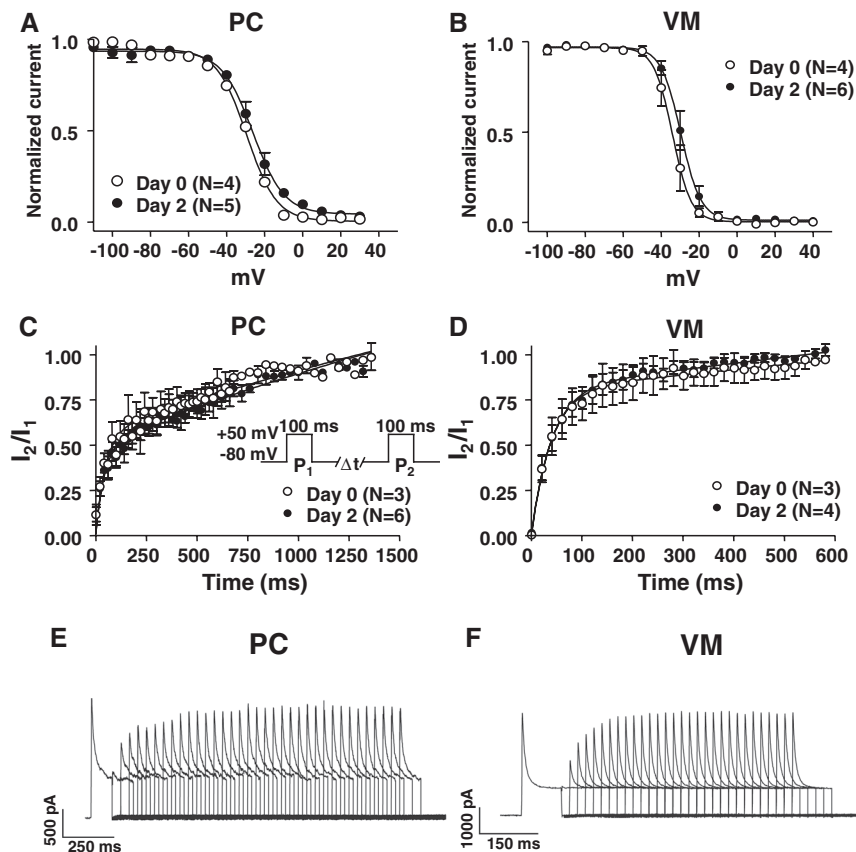 A PC
Normalized current
1.0
0.5
0.0
Day 0 (N=4)
Day 2 (N=5)
-100 -80 -60 -40 -20 0 20 40
mV
B VM
Normalized current
1.0
0.5
0.0
Day 0 (N=4)
Day 2 (N=6)
-100 -80 -60 -40 -20 0 20 40
mV
C PC
I2/I1
1.00
0.75
0.50
0.25
0.00
100 ms 100 ms
+50 mV
-80 mV
P1 Δt P2
Day 0 (N=3)
Day 2 (N=6)
0 250 500 750 1000 1250 1500
Time (ms)
D VM
I2/I1
1.00
0.75
0.50
0.25
0.00
Day 0 (N=3)
Day 2 (N=4)
0 100 200 300 400 500 600
Time (ms)
E PC
500 pA
250 ms
F VM
1000 pA
150 ms